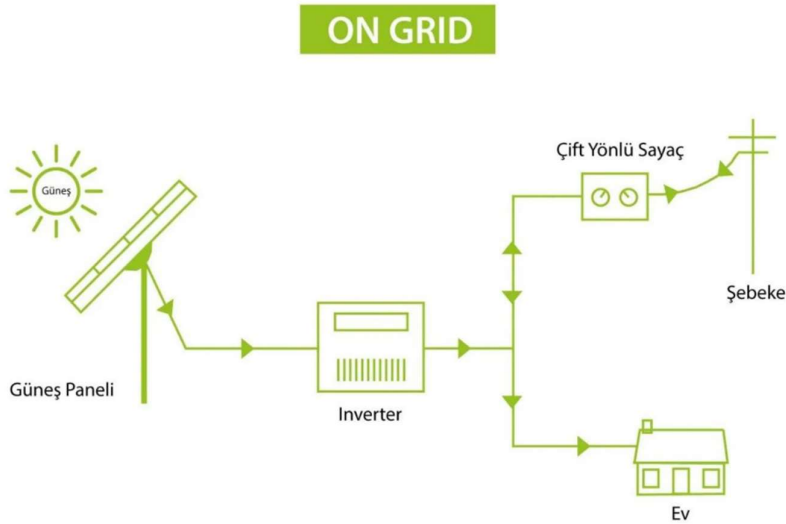 ON GRID
Güneş
Çift Yönlü Sayaç
Şebeke
Güneş Paneli
Inverter
Ev